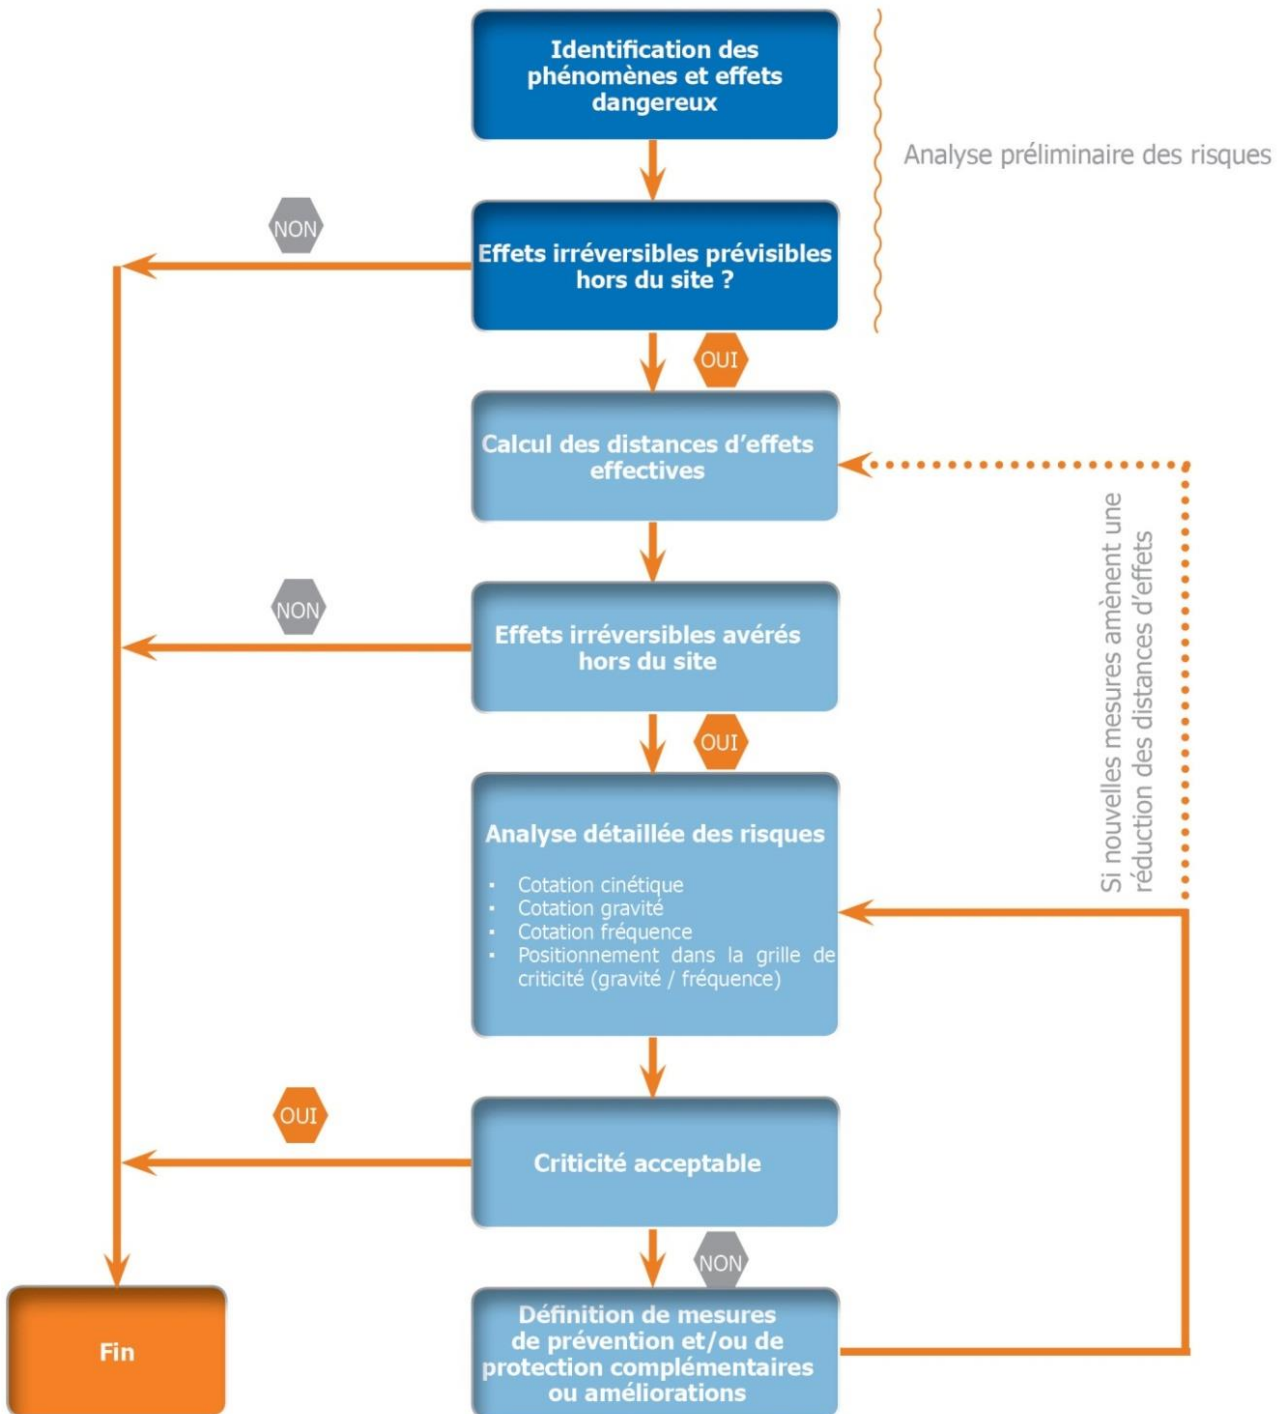 Identification des
phénomènes et effets
dangereux
Analyse préliminaire des risques
NON
Effets irréversibles prévisibles
hors du site ?
OUI
Calcul des distances d’effets
effectives
Si nouvelles mesures amènent une
réduction des distances d’effets
NON
Effets irréversibles avérés
hors du site
OUI
Analyse détaillée des risques
▪ Cotation cinétique
▪ Cotation gravité
▪ Cotation fréquence
▪ Positionnement dans la grille de
criticité (gravité / fréquence)
OUI
Criticité acceptable
NON
Fin
Définition de mesures
de prévention et/ou de
protection complémentaires
ou améliorations